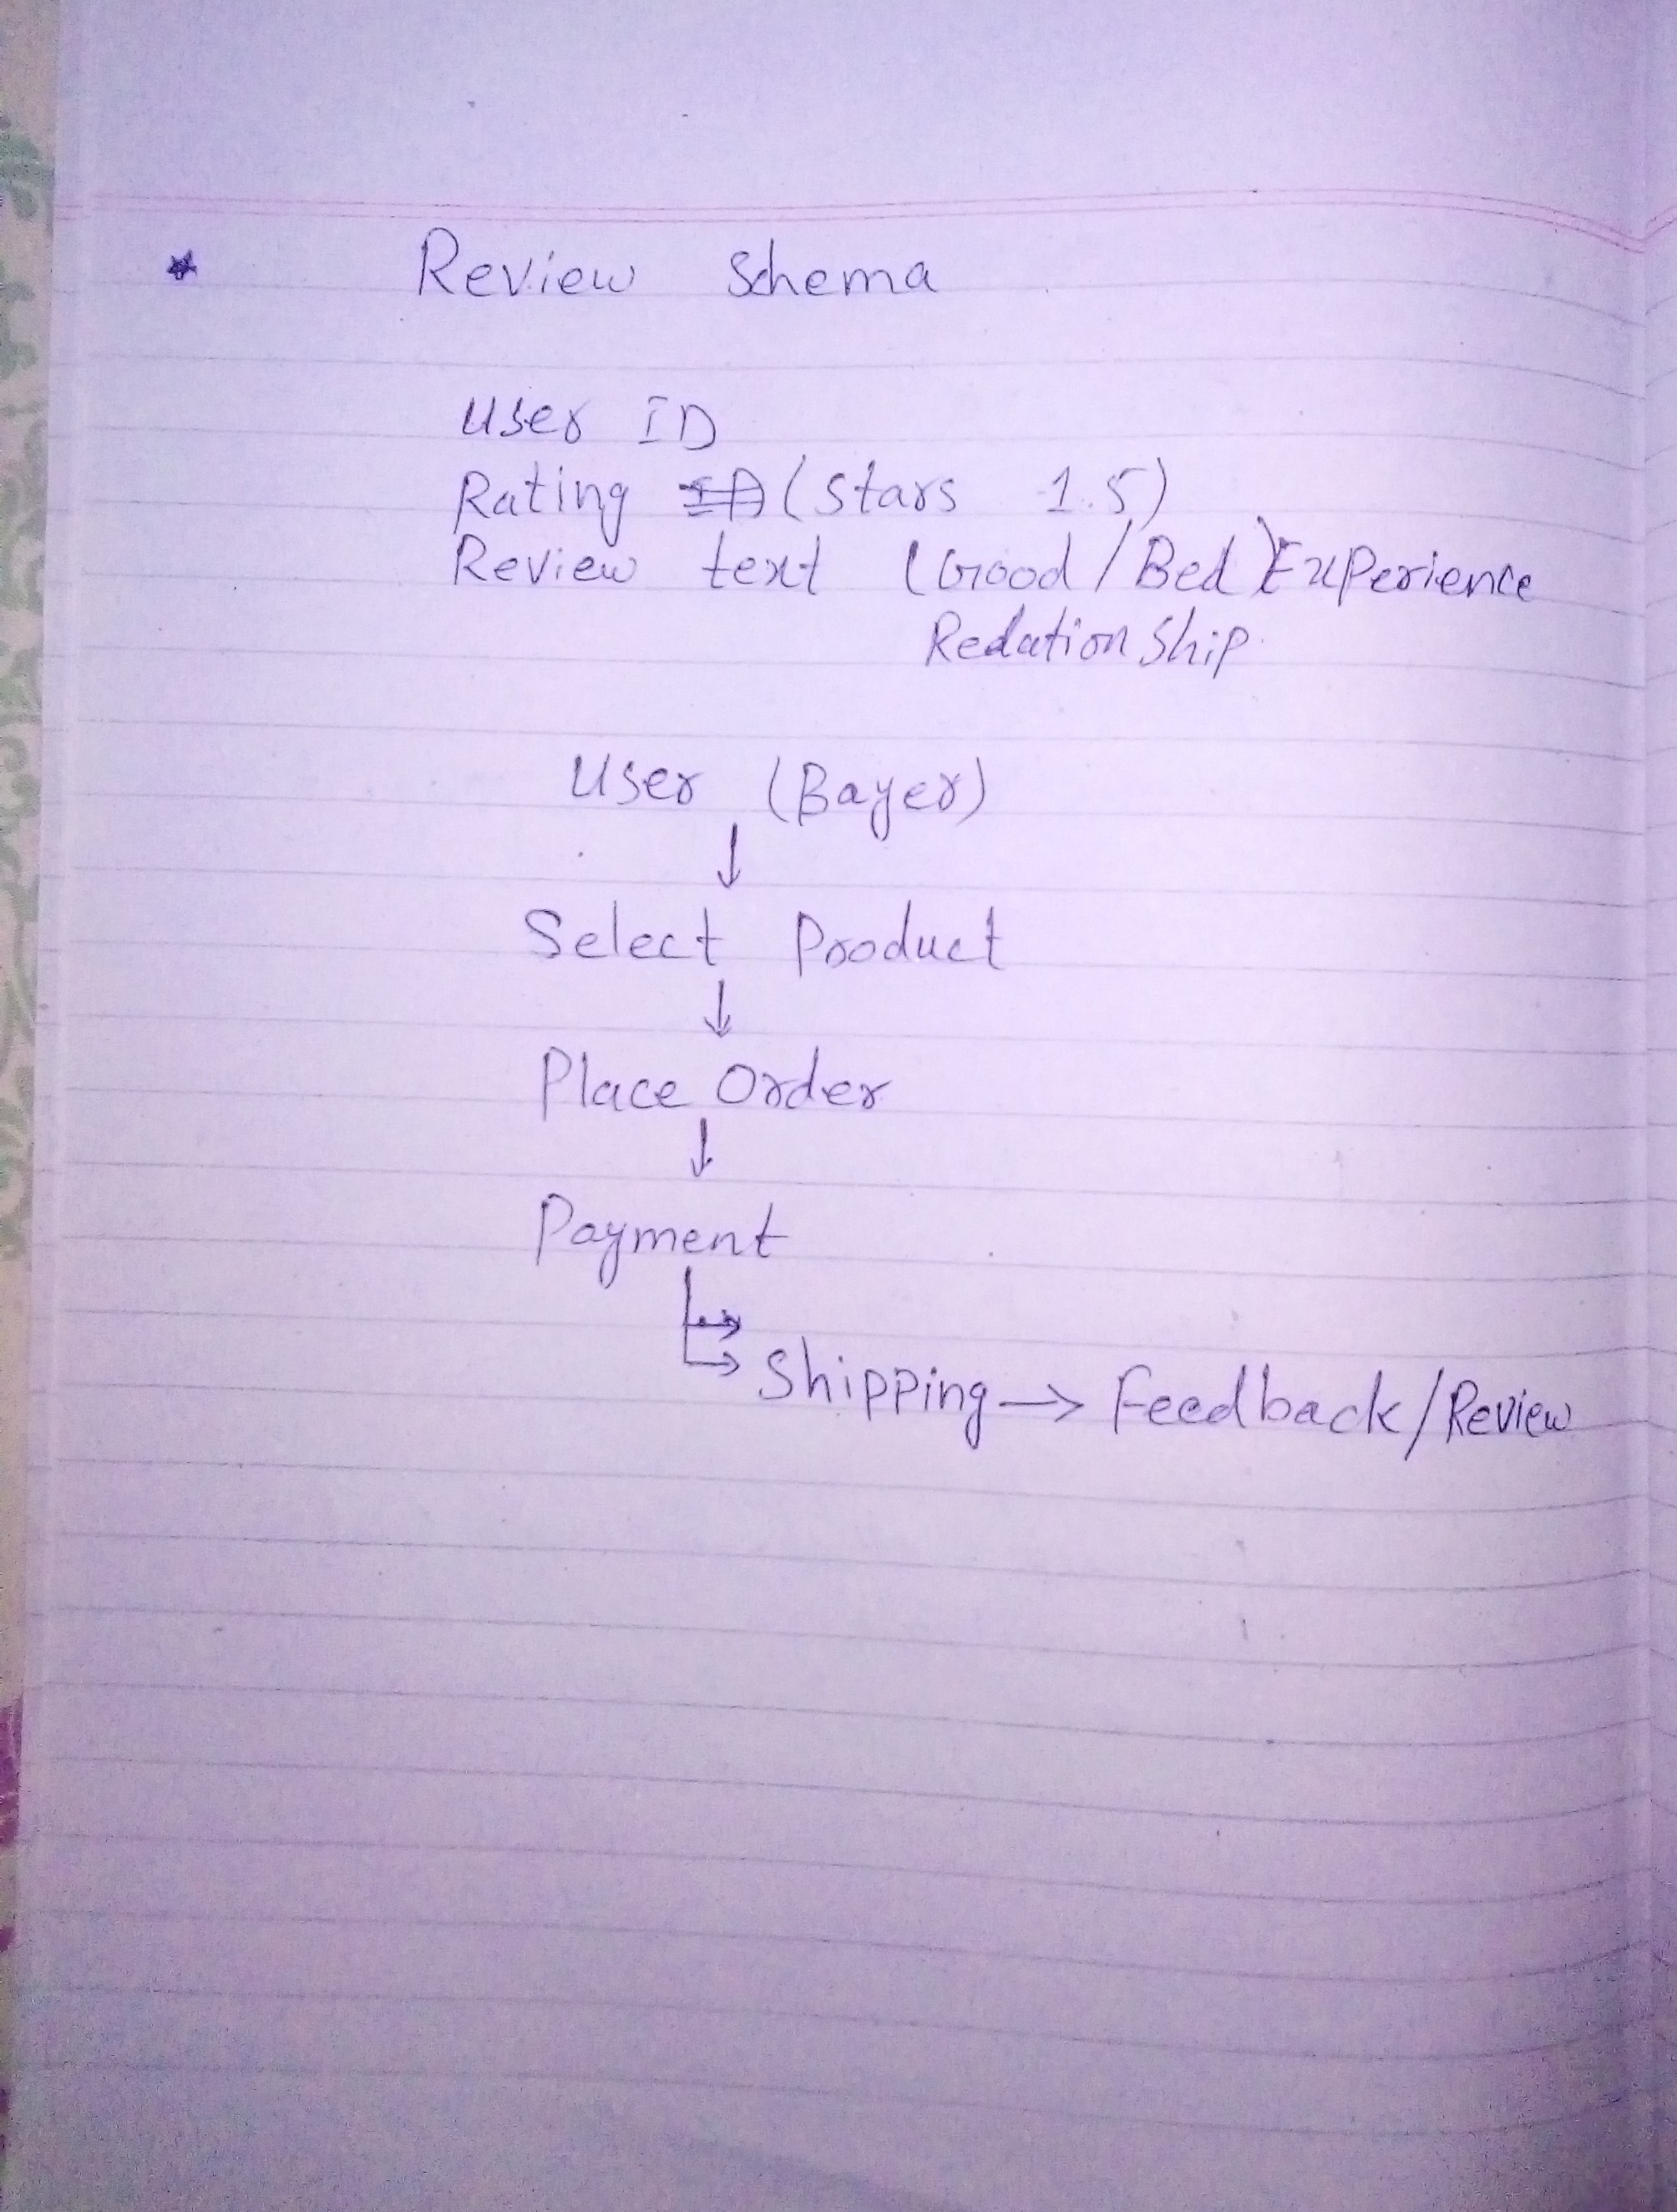 * Review Schema
User ID
Rating (Stars 1.5)
Review text (Good/Bed) Experience
Redation Ship
User (Bayer)
↓
Select Product
↓
Place Order
↓
Payment
↳ Shipping → Feedback/Review